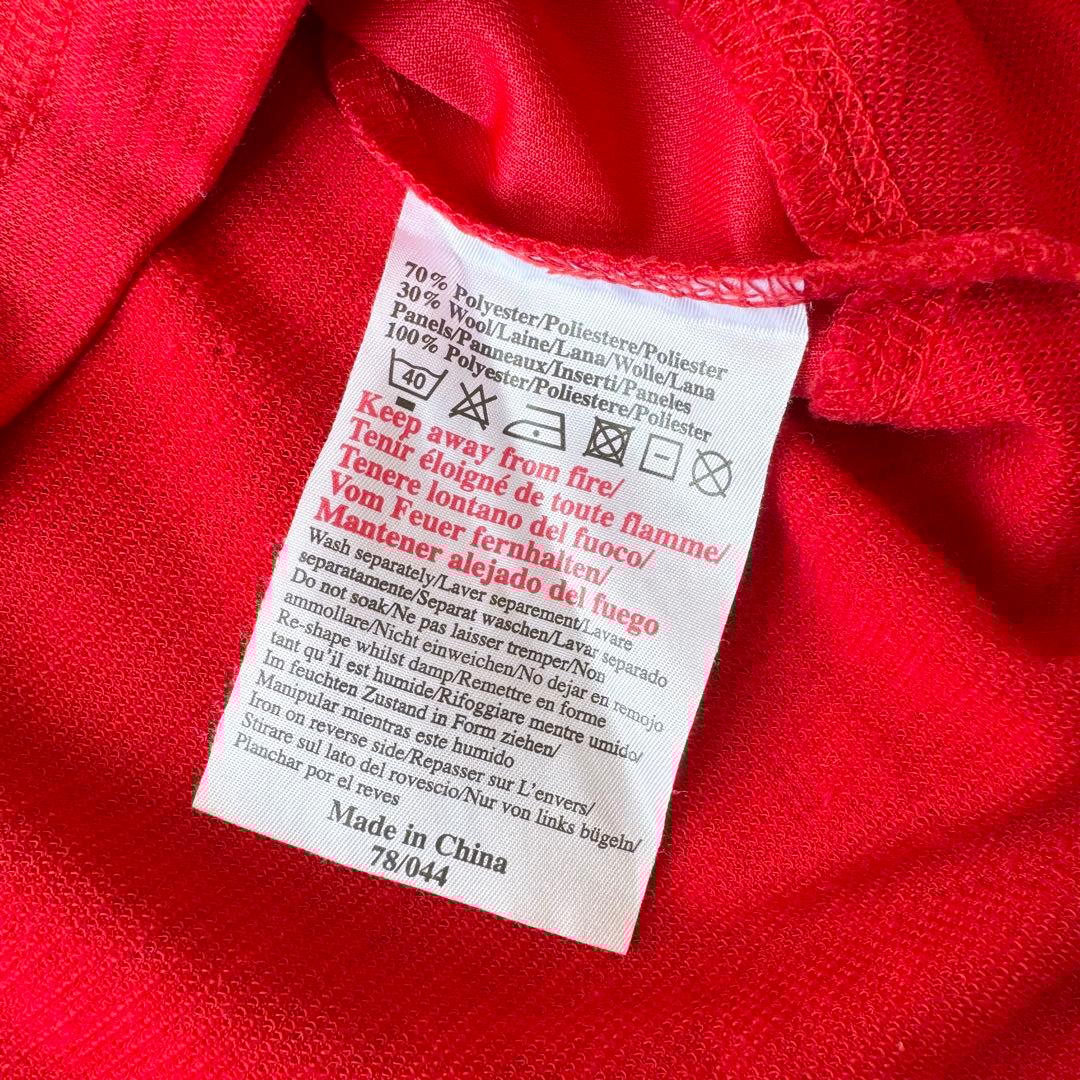 70% Polyester/Poliestere/Poliester
30% Wool/Laine/Lana/Wolle/Lana
Panels/Panneaux/Inserti/Paneles
100% Polyester/Poliestere/Poliester
40
Keep away from fire/
Tenir éloigné de toute flamme/
Tenere lontano del fuoco/
Vom Feuer fernhalten/
Mantener alejado del fuego
Wash separately/Laver separement/Lavare
separatamente/Separat waschen/Lavar separado
Do not soak/Ne pas laisser tremper/Non
ammollare/Nicht einweichen/No dejar en remojo
Re-shape whilst damp/Remettre en forme
tant qu'il est humide/Rifoggiare mentre umido/
Im feuchten Zustand in Form ziehen/
Manipular mientras este humido
Iron on reverse side/Repasser sur L'envers/
Stirare sul lato del rovescio/Nur von links bügeln/
Planchar por el reves
Made in China
78/044